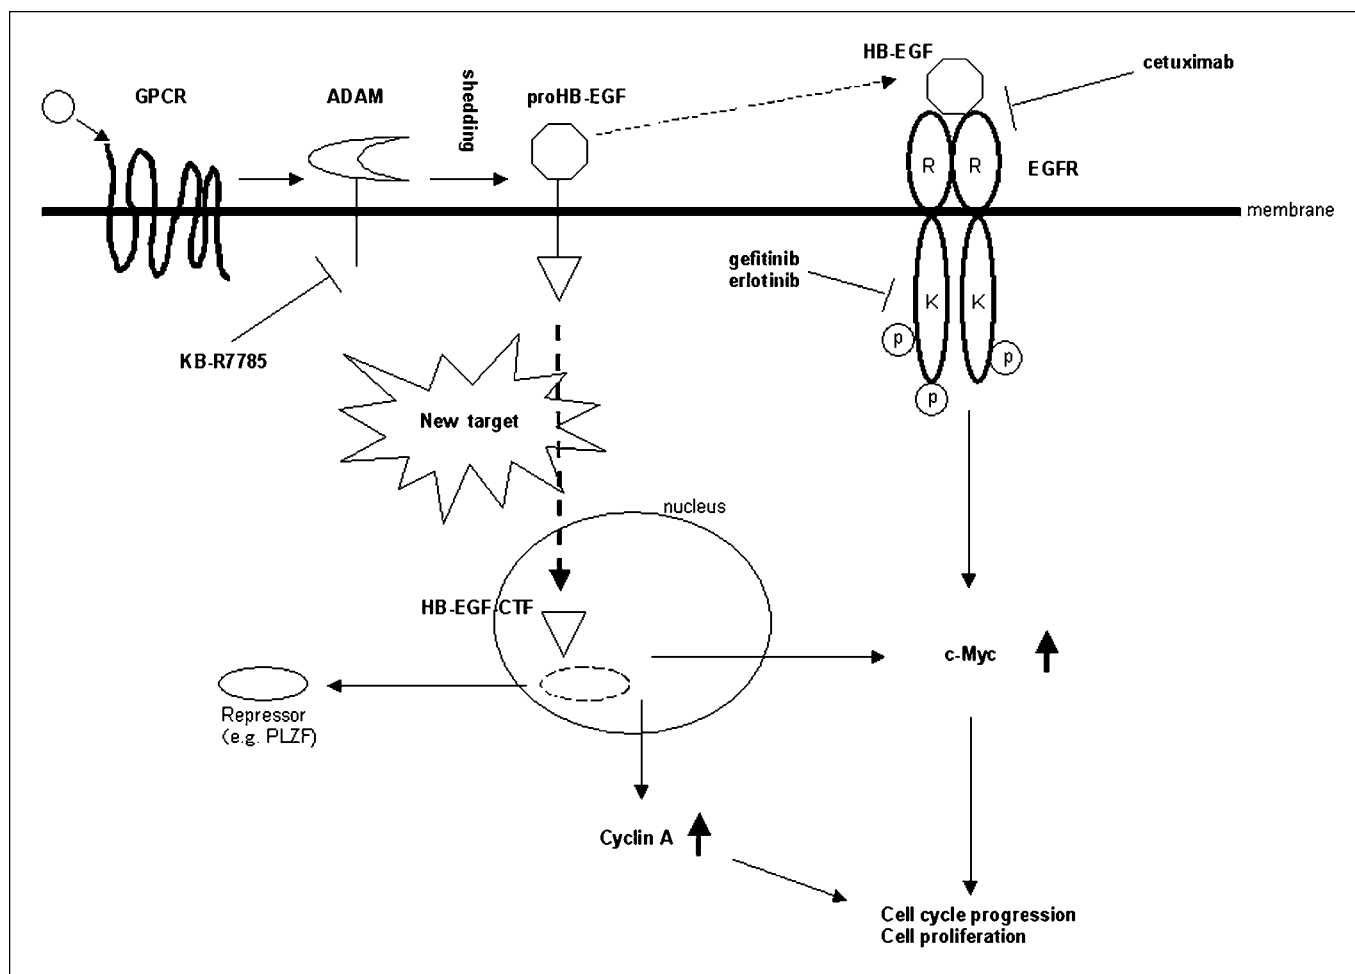 HB-EGF
cetuximab
GPCR
ADAM
shedding
proHB-EGF
R
R
EGFR
membrane
gefitinib
erlotinib
K
K
P
P
P
KB-R7785
New target
nucleus
HB-EGF-CTF
c-Myc
Repressor
(e.g. PLZF)
Cyclin A
Cell cycle progression
Cell proliferation